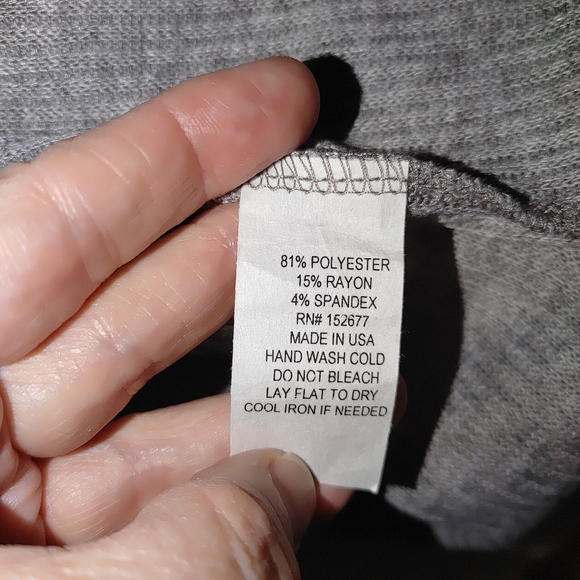 81% POLYESTER
15% RAYON
4% SPANDEX
RN# 152677
MADE IN USA
HAND WASH COLD
DO NOT BLEACH
LAY FLAT TO DRY
COOL IRON IF NEEDED